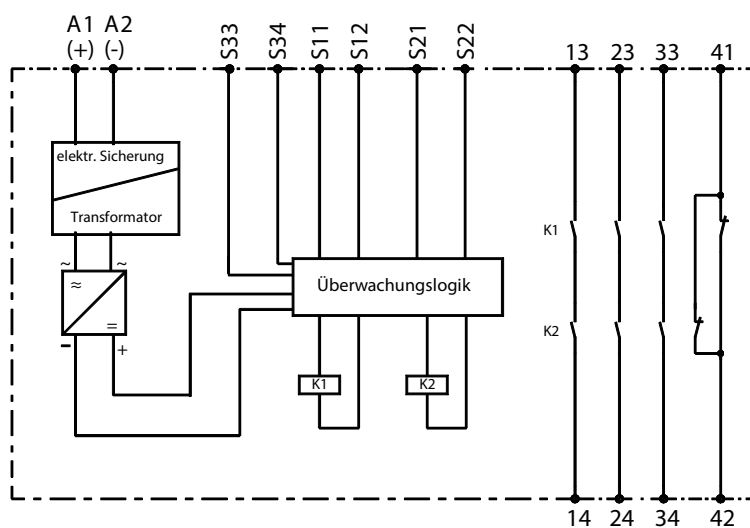 A1 A2
(+) (-)
S33
S34
S11
S12
S21
S22
13 23 33 41
elektr. Sicherung
Transformator
~ ~
≈
=
– +
Überwachungslogik
K1 K2
K1
K2
14 24 34 42